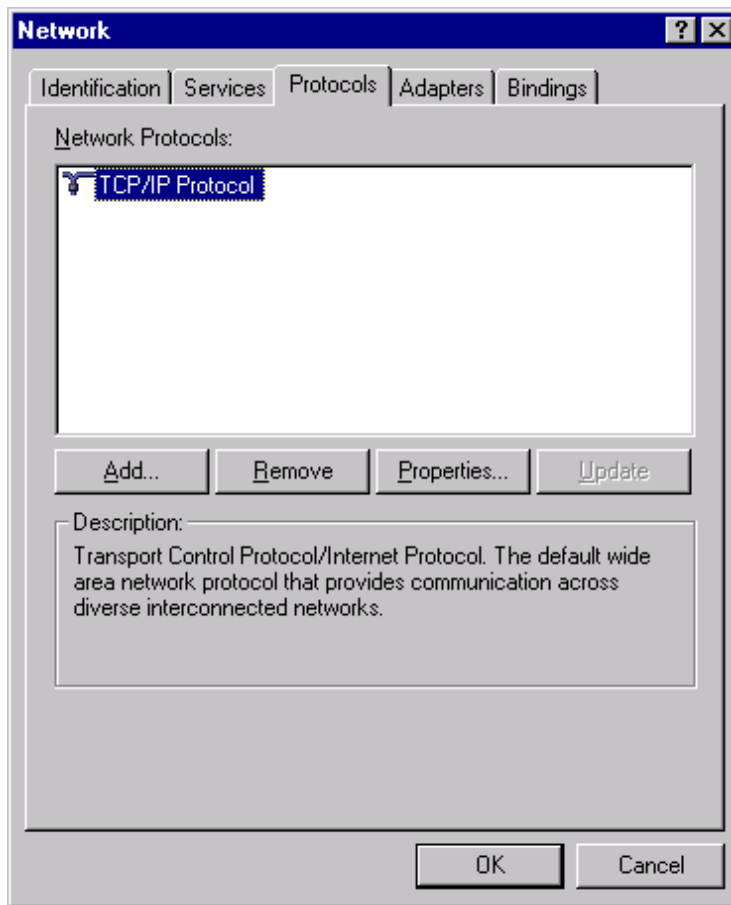 Network
Identification Services Protocols Adapters Bindings
Network Protocols:
TCP/IP Protocol
Add... Remove Properties... Update
Description:
Transport Control Protocol/Internet Protocol. The default wide
area network protocol that provides communication across
diverse interconnected networks.
OK Cancel